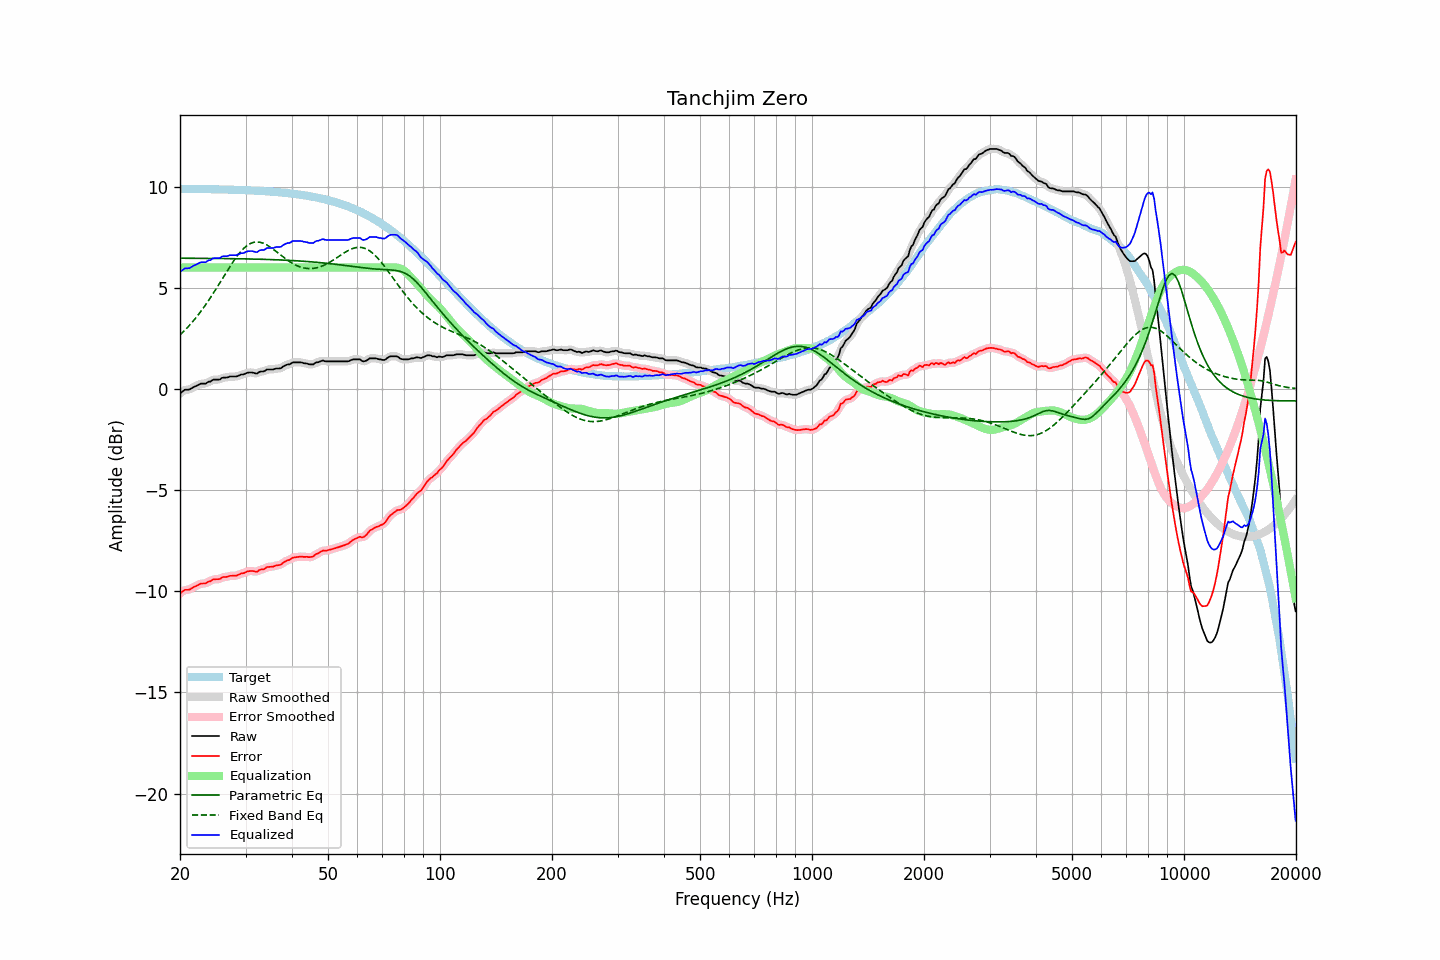 Tanchjim Zero
Amplitude (dBr)
10
5
0
−5
−10
−15
−20
Target
Raw Smoothed
Error Smoothed
Raw
Error
Equalization
Parametric Eq
Fixed Band Eq
Equalized
20 50 100 200 500 1000 2000 5000 10000 20000
Frequency (Hz)